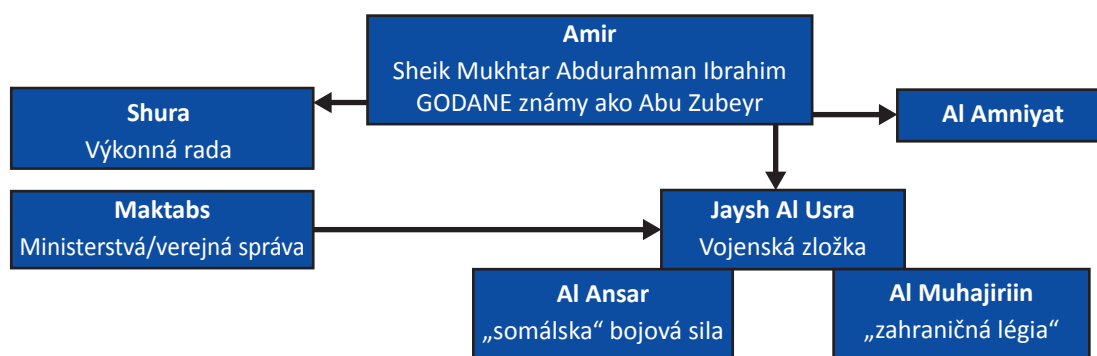 Amir
Sheik Mukhtar Abdurahman Ibrahim
GODANE známy ako Abu Zubeyr
Shura
Výkonná rada
Al Amniyat
Maktabs
Ministerstvá/verejná správa
Jaysh Al Usra
Vojenská zložka
Al Ansar
„somálska“ bojová sila
Al Muhajiriin
„zahraničná légia“